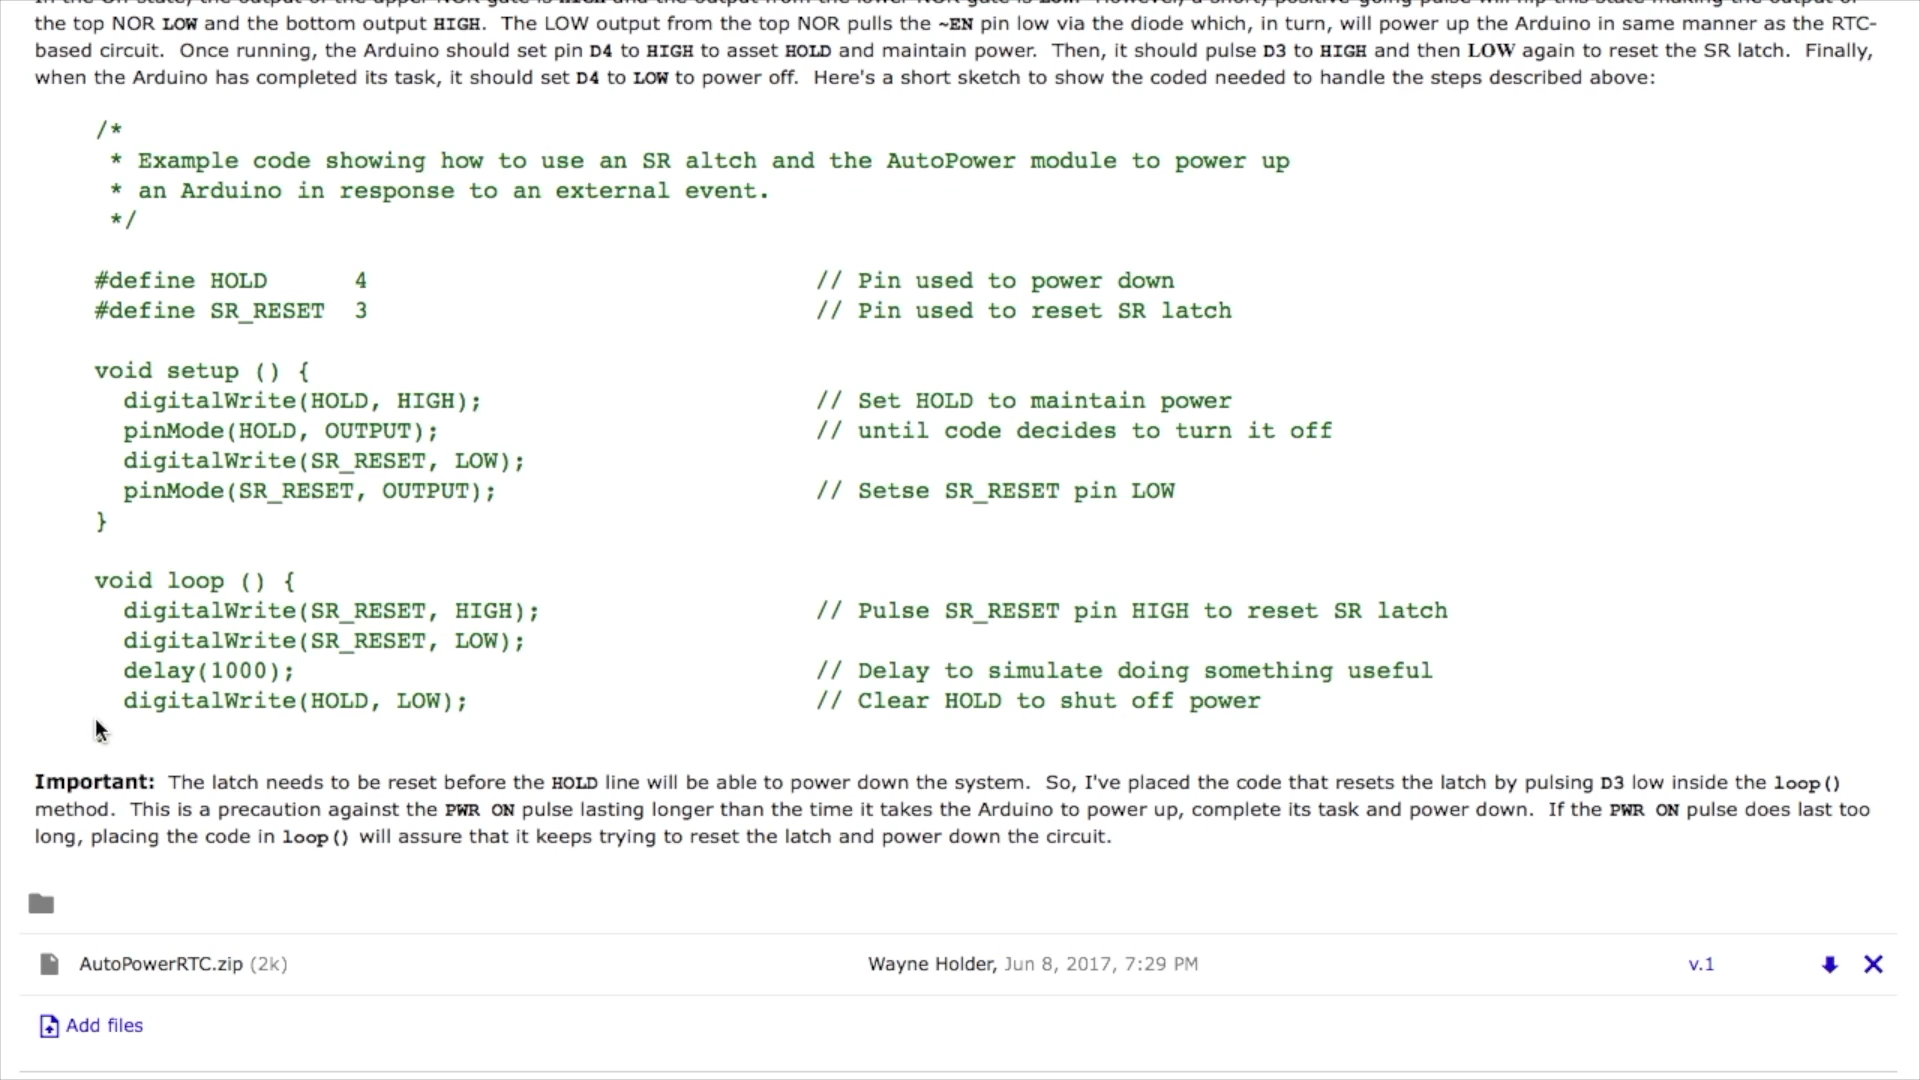 the top NOR LOW and the bottom output HIGH.  The LOW output from the top NOR pulls the ~EN pin low via the diode which, in turn, will power up the Arduino in same manner as the RTC-
based circuit.  Once running, the Arduino should set pin D4 to HIGH to asset HOLD and maintain power.  Then, it should pulse D3 to HIGH and then LOW again to reset the SR latch.  Finally,
when the Arduino has completed its task, it should set D4 to LOW to power off.  Here's a short sketch to show the coded needed to handle the steps described above:
/*
 * Example code showing how to use an SR altch and the AutoPower module to power up
 * an Arduino in response to an external event.
 */
#define HOLD      4                               // Pin used to power down
#define SR_RESET  3                               // Pin used to reset SR latch
void setup () {
  digitalWrite(HOLD, HIGH);                       // Set HOLD to maintain power
  pinMode(HOLD, OUTPUT);                          // until code decides to turn it off
  digitalWrite(SR_RESET, LOW);
  pinMode(SR_RESET, OUTPUT);                      // Setse SR_RESET pin LOW
}
void loop () {
  digitalWrite(SR_RESET, HIGH);                   // Pulse SR_RESET pin HIGH to reset SR latch
  digitalWrite(SR_RESET, LOW);
  delay(1000);                                    // Delay to simulate doing something useful
  digitalWrite(HOLD, LOW);                        // Clear HOLD to shut off power
Important:  The latch needs to be reset before the HOLD line will be able to power down the system.  So, I've placed the code that resets the latch by pulsing D3 low inside the loop()
method.  This is a precaution against the PWR ON pulse lasting longer than the time it takes the Arduino to power up, complete its task and power down.  If the PWR ON pulse does last too
long, placing the code in loop() will assure that it keeps trying to reset the latch and power down the circuit.
AutoPowerRTC.zip (2k) Wayne Holder, Jun 8, 2017, 7:29 PM v.1
Add files